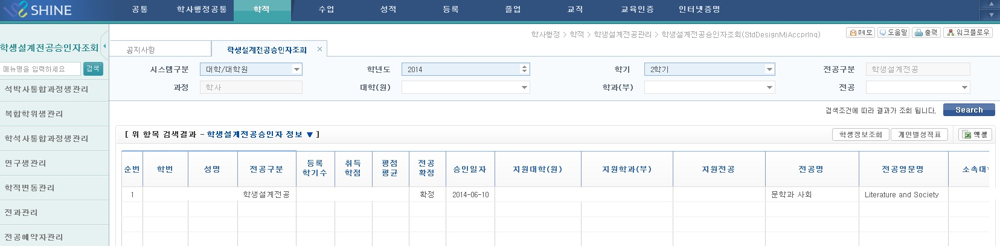 SHINE 공통 학사행정공통 학적 수업 성적 등록 졸업 교직 교육인증 인터넷증명
학사행정 > 학적 > 학생설계전공관리 > 학생설계전공승인자조회(StdDesignMjAccprInq) 메모 도움말 출력 워크플로우
학생설계전공승인자조회
공지사항 학생설계전공승인자조회
메뉴명을 입력하세요 검색
석박사통합과정생관리
복합학위생관리
학석사통합과정생관리
연구생관리
학적변동관리
전과관리
전공예약자관리
시스템구분 대학/대학원 학년도 2014 학기 2학기 전공구분 학생설계전공
과정 학사 대학(원) 학과(부) 전공
검색조건에 따라 결과가 조회 됩니다. Search
[ 위 항목 검색결과 - 학생설계전공승인자 정보 ▼ ] 학생정보조회 개인별성적표 엑셀
순번 학번 성명 전공구분 등록학기수 취득학점 평점평균 전공확정 승인일자 지원대학(원) 지원학과(부) 지원전공 전공명 전공영문명 소속대
1 학생설계전공 확정 2014-06-10 문학과 사회 Literature and Society